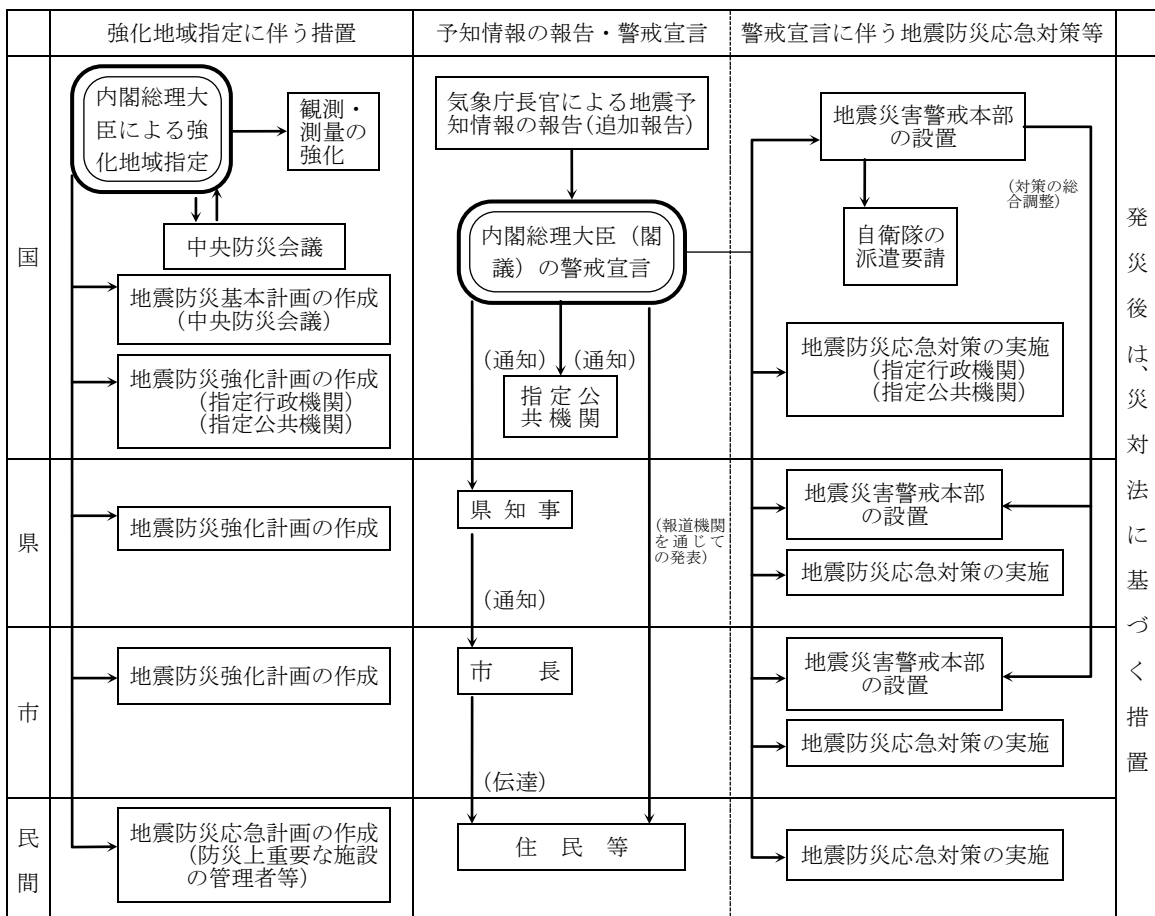 強化地域指定に伴う措置
予知情報の報告・警戒宣言
警戒宣言に伴う地震防災応急対策等
国
内閣総理大
臣による強
化地域指定
観測・
測量の
強化
中央防災会議
地震防災基本計画の作成
（中央防災会議）
地震防災強化計画の作成
（指定行政機関）
（指定公共機関）
気象庁長官による地震予
知情報の報告（追加報告）
内閣総理大臣（閣
議）の警戒宣言
（通知）
（通知）
指定公
共機関
地震災害警戒本部
の設置
（対策の総
合調整）
自衛隊の
派遣要請
地震防災応急対策の実施
（指定行政機関）
（指定公共機関）
県
地震防災強化計画の作成
県知事
（通知）
（報道機関
を通じて
の発表）
地震災害警戒本部
の設置
地震防災応急対策の実施
市
地震防災強化計画の作成
市　長
（伝達）
地震災害警戒本部
の設置
地震防災応急対策の実施
民間
地震防災応急計画の作成
（防災上重要な施設
の管理者等）
住　民　等
地震防災応急対策の実施
発災後は、災対法に基づく措置